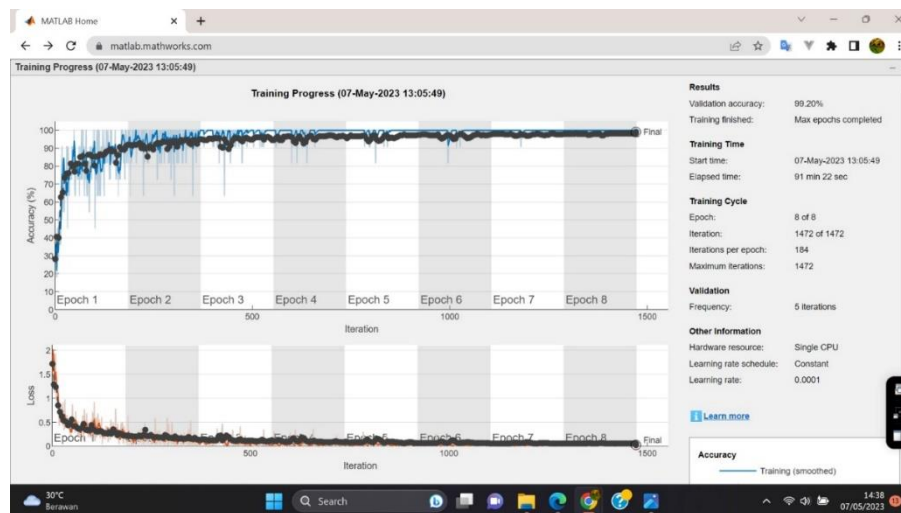 MATLAB Home
matlab.mathworks.com
Training Progress (07-May-2023 13:05:49)
Training Progress (07-May-2023 13:05:49)
100
90
80
70
60
50
40
30
20
10
0
Accuracy (%)
Final
Epoch 1 Epoch 2 Epoch 3 Epoch 4 Epoch 5 Epoch 6 Epoch 7 Epoch 8
0 500 1000 1500
Iteration
2
1.5
1
0.5
0
Loss
Epoch Epoch 7 Epoch 8
Final
0 500 1000 1500
Iteration
Results
Validation accuracy: 99.20%
Training finished: Max epochs completed
Training Time
Start time: 07-May-2023 13:05:49
Elapsed time: 91 min 22 sec
Training Cycle
Epoch: 8 of 8
Iteration: 1472 of 1472
Iterations per epoch: 184
Maximum iterations: 1472
Validation
Frequency: 5 iterations
Other Information
Hardware resource: Single CPU
Learning rate schedule: Constant
Learning rate: 0.0001
Learn more
Accuracy
Training (smoothed)
30°C
Berawan
Search
14:38
07/05/2023